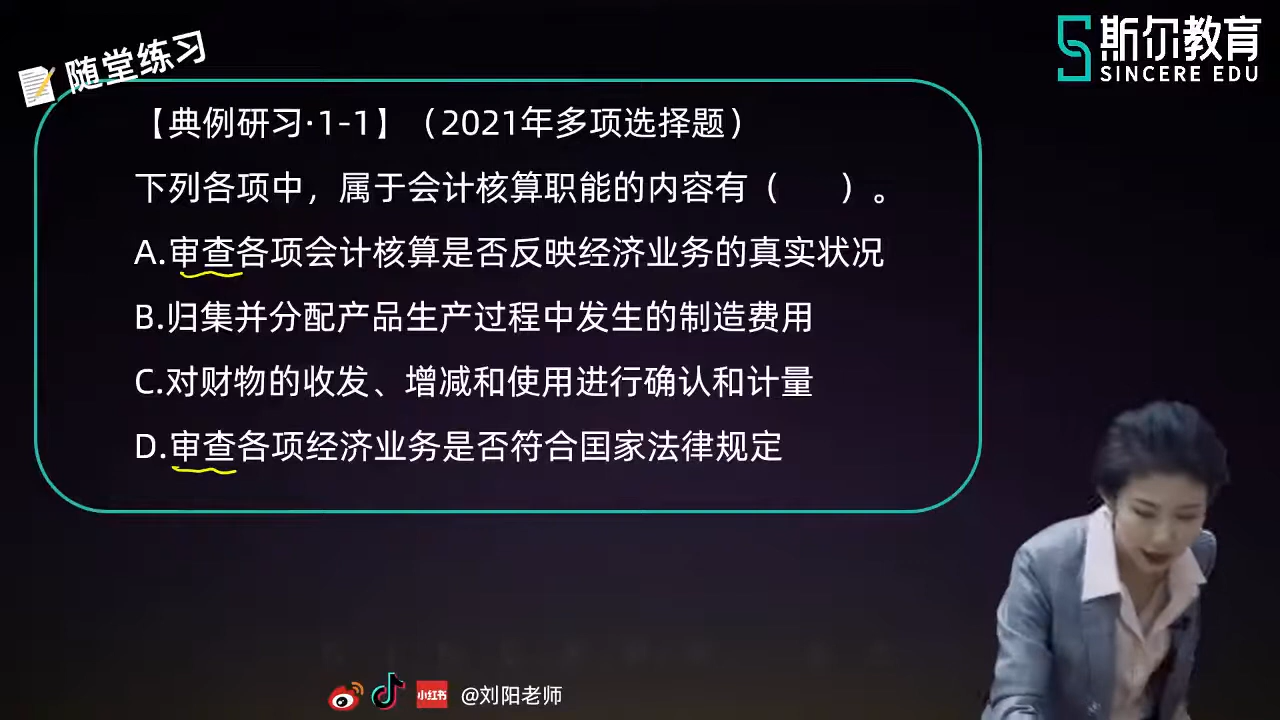 随堂练习
斯尔教育
SINCERE EDU
【典例研习·1-1】（2021年多项选择题）
下列各项中，属于会计核算职能的内容有（　　）。
A.审查各项会计核算是否反映经济业务的真实状况
B.归集并分配产品生产过程中发生的制造费用
C.对财物的收发、增减和使用进行确认和计量
D.审查各项经济业务是否符合国家法律规定
小红书 @刘阳老师